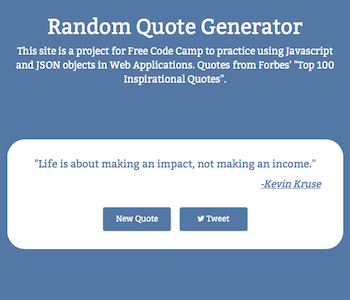 Random Quote Generator
This site is a project for Free Code Camp to practice using Javascript
and JSON objects in Web Applications. Quotes from Forbes' "Top 100
Inspirational Quotes".
"Life is about making an impact, not making an income."
-Kevin Kruse
New Quote
Tweet